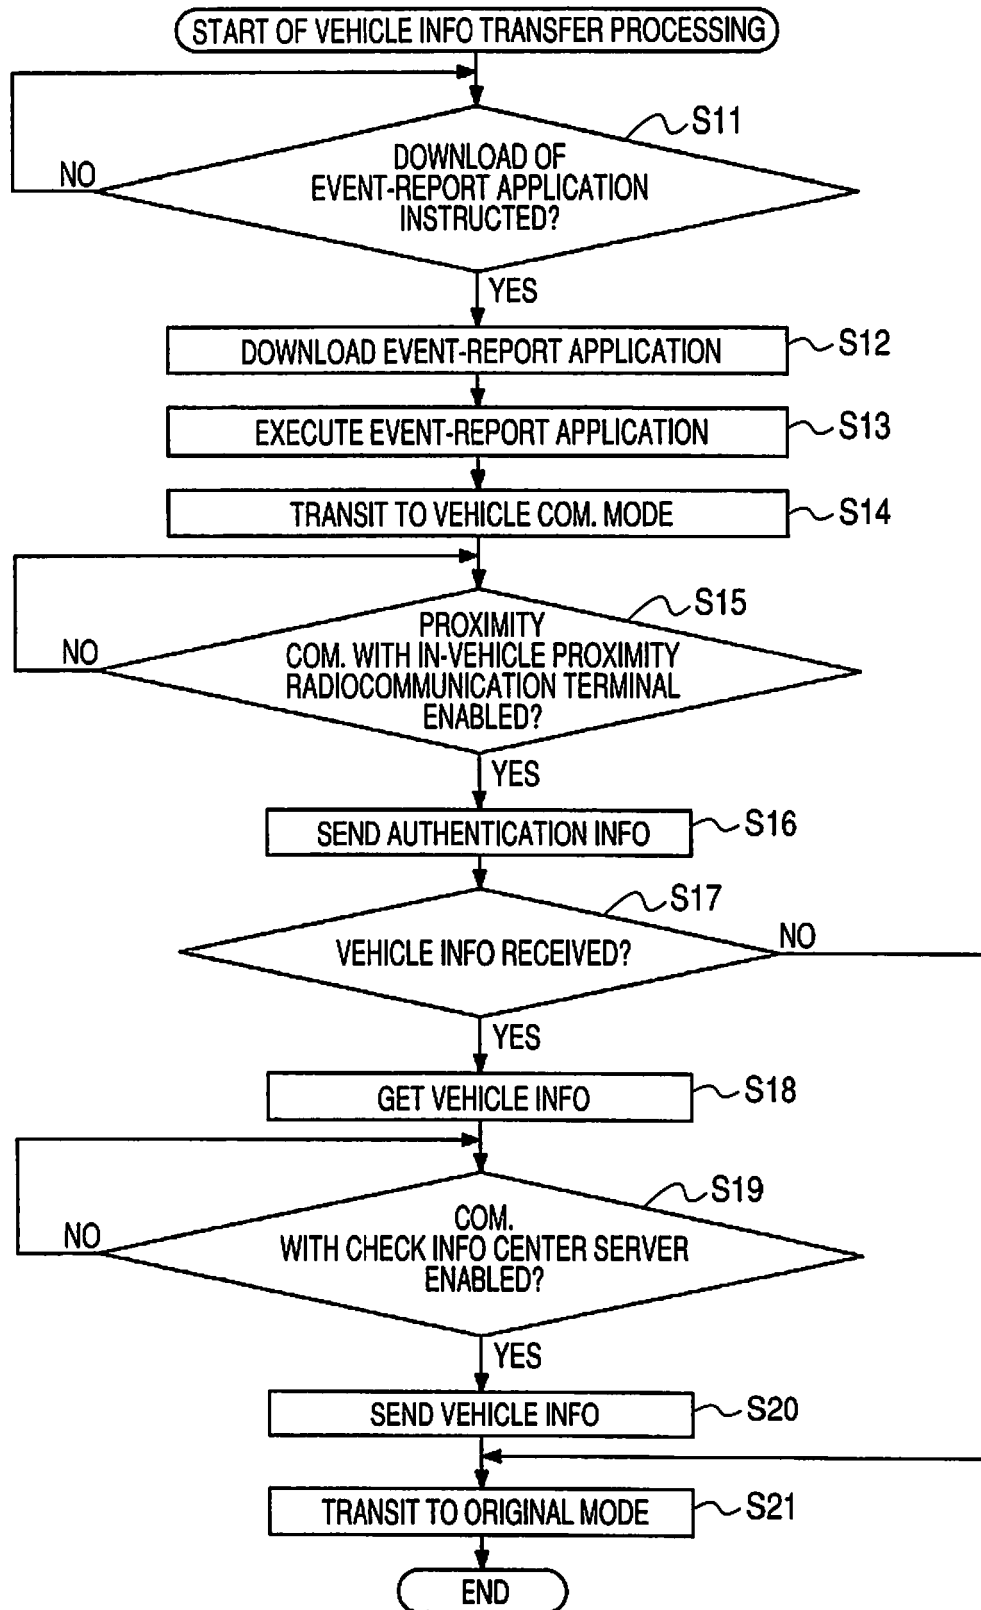 START OF VEHICLE INFO TRANSFER PROCESSING
S11
DOWNLOAD OF
EVENT-REPORT APPLICATION
INSTRUCTED?
NO
YES
DOWNLOAD EVENT-REPORT APPLICATION
S12
EXECUTE EVENT-REPORT APPLICATION
S13
TRANSIT TO VEHICLE COM. MODE
S14
S15
PROXIMITY
COM. WITH IN-VEHICLE PROXIMITY
RADIOCOMMUNICATION TERMINAL
ENABLED?
NO
YES
SEND AUTHENTICATION INFO
S16
S17
VEHICLE INFO RECEIVED?
NO
YES
GET VEHICLE INFO
S18
S19
COM.
WITH CHECK INFO CENTER SERVER
ENABLED?
NO
YES
SEND VEHICLE INFO
S20
TRANSIT TO ORIGINAL MODE
S21
END